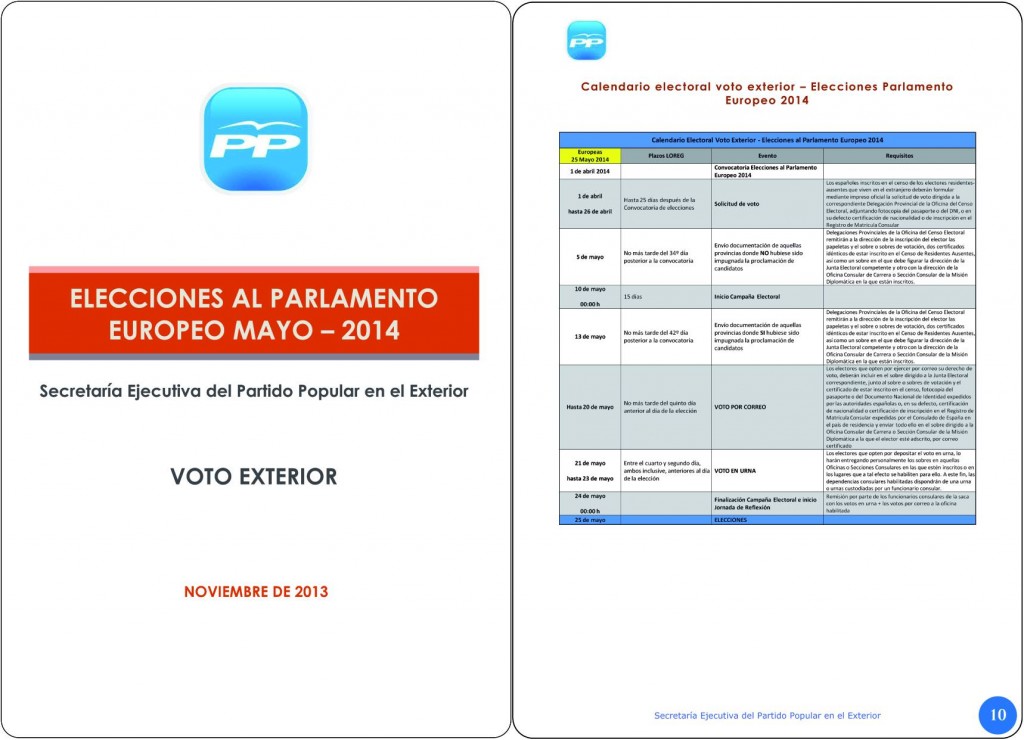 PP
ELECCIONES AL PARLAMENTO
EUROPEO MAYO – 2014
Secretaría Ejecutiva del Partido Popular en el Exterior
VOTO EXTERIOR
NOVIEMBRE DE 2013
PP
Calendario electoral voto exterior – Elecciones Parlamento
Europeo 2014
Calendario Electoral Voto Exterior - Elecciones al Parlamento Europeo 2014
Europeas
25 Mayo 2014
Plazos LOREG
Evento
Requisitos
1 de abril 2014
Convocatoria Elecciones al Parlamento
Europeo 2014
1 de abril
hasta 26 de abril
Hasta 25 días después de la
Convocatoria de elecciones
Solicitud de voto
Los españoles inscritos en el censo de los electores residentes-
ausentes que viven en el extranjero deberán formular
mediante impreso oficial la solicitud de voto dirigida a la
correspondiente Delegación Provincial de la Oficina del Censo
Electoral, adjuntando fotocopia del pasaporte o del DNI, o en
su defecto certificación de nacionalidad o de inscripción en el
Registro de Matrícula Consular
5 de mayo
No más tarde del 34º día
posterior a la convocatoria
Envio documentación de aquellas
provincias donde NO hubiese sido
impugnada la proclamación de
candidatos
Delegaciones Provinciales de la Oficina del Censo Electoral
remitirán a la dirección de la inscripción del elector las
papeletas y el sobre o sobres de votación, dos certificados
idénticos de estar inscrito en el Censo de Residentes Ausentes,
así como un sobre en el que debe figurar la dirección de la
Junta Electoral competente y otro con la dirección de la
Oficina Consular de Carrera o Sección Consular de la Misión
Diplomática en la que están inscritos.
10 de mayo
00:00 h
15 días
Inicio Campaña Electoral
13 de mayo
No más tarde del 42º día
posterior a la convocatoria
Envio documentación de aquellas
provincias donde SI hubiese sido
impugnada la proclamación de
candidatos
Delegaciones Provinciales de la Oficina del Censo Electoral
remitirán a la dirección de la inscripción del elector las
papeletas y el sobre o sobres de votación, dos certificados
idénticos de estar inscrito en el Censo de Residentes Ausentes,
así como un sobre en el que debe figurar la dirección de la
Junta Electoral competente y otro con la dirección de la
Oficina Consular de Carrera o Sección Consular de la Misión
Diplomática en la que están inscritos.
Hasta 20 de mayo
No más tarde del quinto día
anterior al día de la elección
VOTO POR CORREO
Los electores que opten por ejercer por correo su derecho de
voto, deberán incluir en el sobre dirigido a la Junta Electoral
correspondiente, junto al sobre o sobres de votación y el
certificado de estar inscrito en el censo, fotocopia del
pasaporte o del Documento Nacional de Identidad expedidos
por las autoridades españolas o, en su defecto, certificación
de nacionalidad o certificación de inscripción en el Registro de
Matrícula Consular expedidas por el Consulado de España en
el país de residencia y enviar todo ello en el sobre dirigido a la
Oficina Consular de Carrera o Sección Consular de la Misión
Diplomática a la que el elector esté adscrito, por correo
certificado
21 de mayo
hasta 23 de mayo
Entre el cuarto y segundo día,
ambos inclusive, anteriores al día
de la elección
VOTO EN URNA
Los electores que opten por depositar el voto en urna, lo
harán entregando personalmente los sobres en aquellas
Oficinas o Secciones Consulares en las que estén inscritos o en
los lugares que a tal efecto se habiliten para ello. A este fin, las
dependencias consulares habilitadas dispondrán de una urna
o urnas custodiadas por un funcionario consular.
24 de mayo
00:00 h
Finalización Campaña Electoral e inicio
Jornada de Reflexión
Remisión por parte de los funcionarios consulares de la saca
con los votos en urna + los votos por correo a la oficina
habilitada
25 de mayo
ELECCIONES
Secretaría Ejecutiva del Partido Popular en el Exterior
10